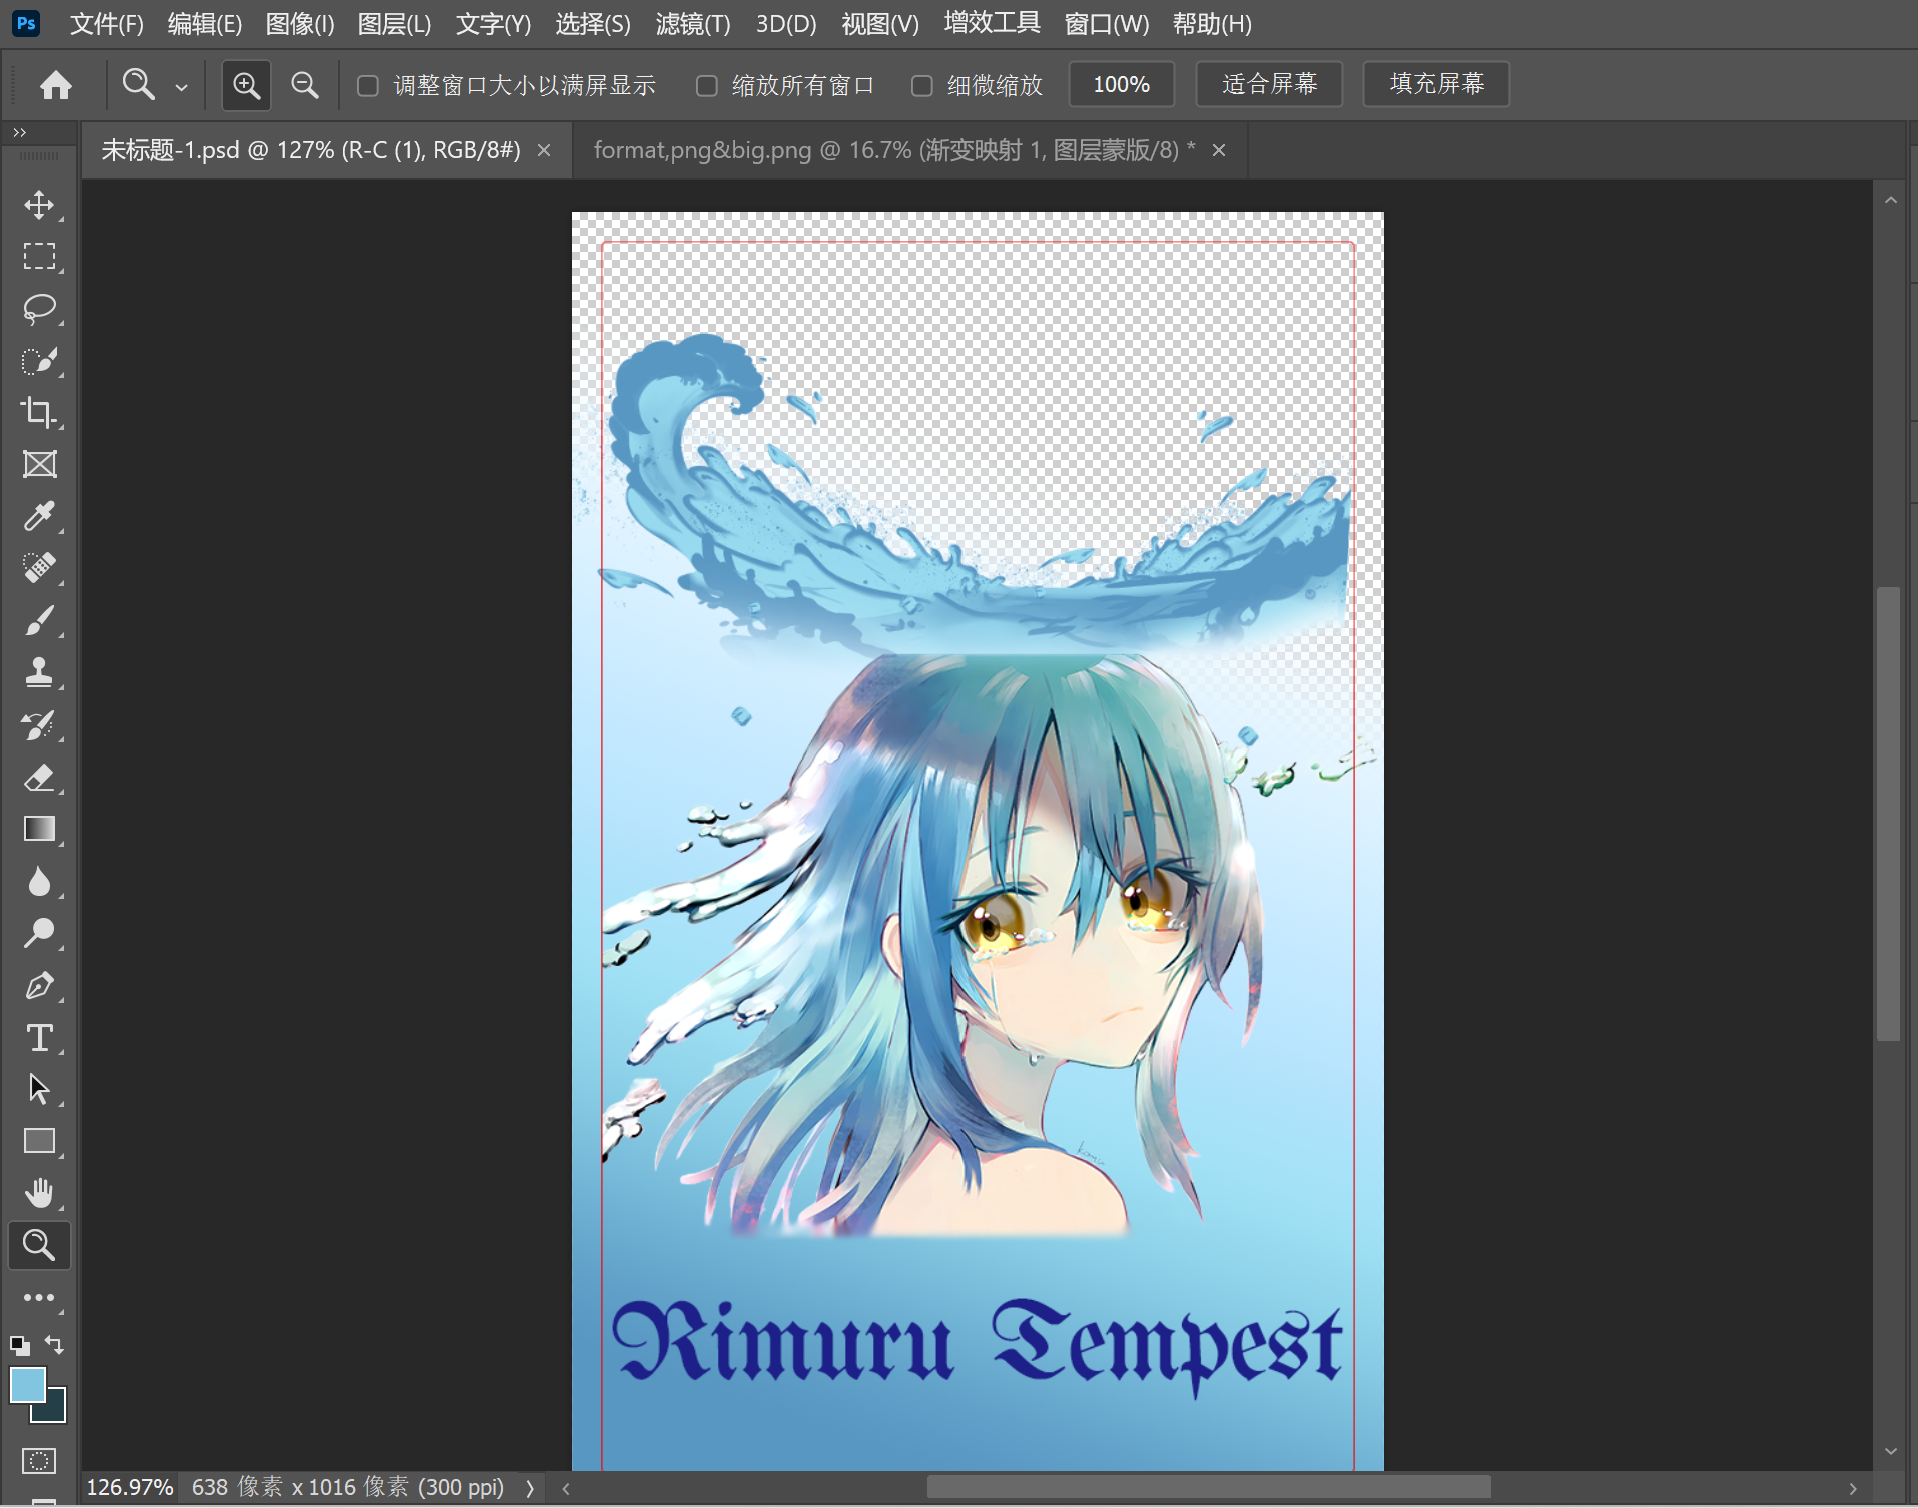 Ps 文件(F) 编辑(E) 图像(I) 图层(L) 文字(Y) 选择(S) 滤镜(T) 3D(D) 视图(V) 增效工具 窗口(W) 帮助(H)
调整窗口大小以满屏显示 缩放所有窗口 细微缩放 100% 适合屏幕 填充屏幕
未标题-1.psd @ 127% (R-C (1), RGB/8#) × format,png&big.png @ 16.7% (渐变映射 1, 图层蒙版/8) * ×
Rimuru Tempest
126.97% 638 像素 x 1016 像素 (300 ppi)